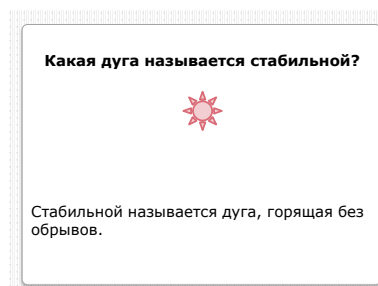 Какая дуга называется стабильной?
Стабильной называется дуга, горящая без
обрывов.